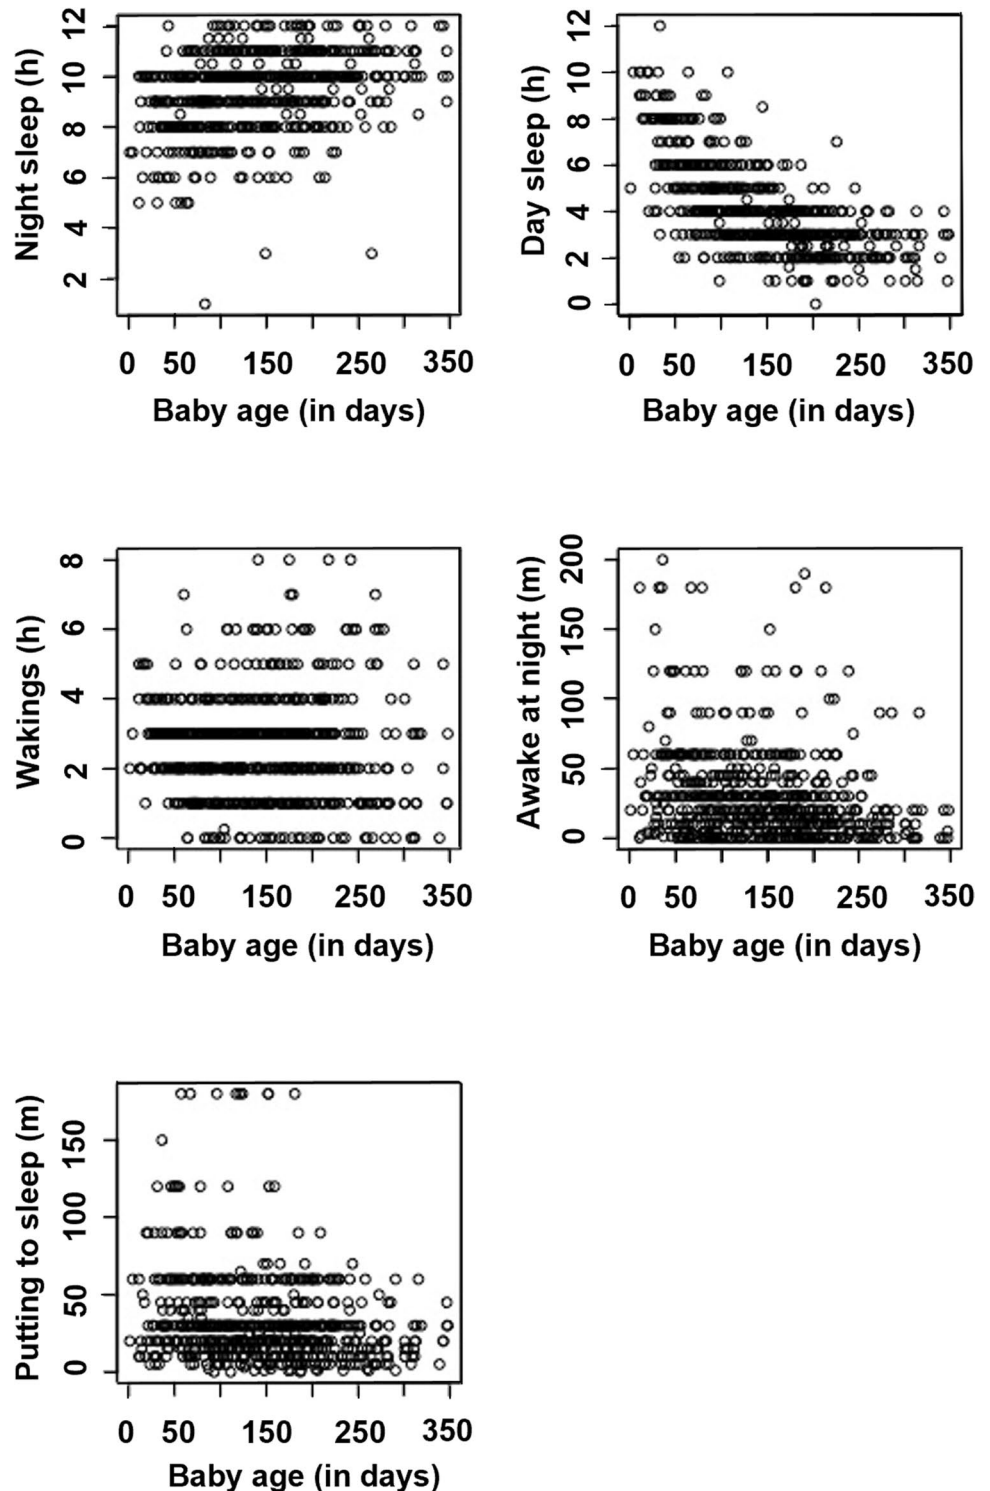 Night sleep (h)
12
10
8
6
4
2
0 50 150 250 350
Baby age (in days)
Day sleep (h)
12
10
8
6
4
2
0
0 50 150 250 350
Baby age (in days)
Wakings (h)
8
6
4
2
0
0 50 150 250 350
Baby age (in days)
Awake at night (m)
200
150
100
50
0
0 50 150 250 350
Baby age (in days)
Putting to sleep (m)
150
100
50
0
0 50 150 250 350
Baby age (in days)